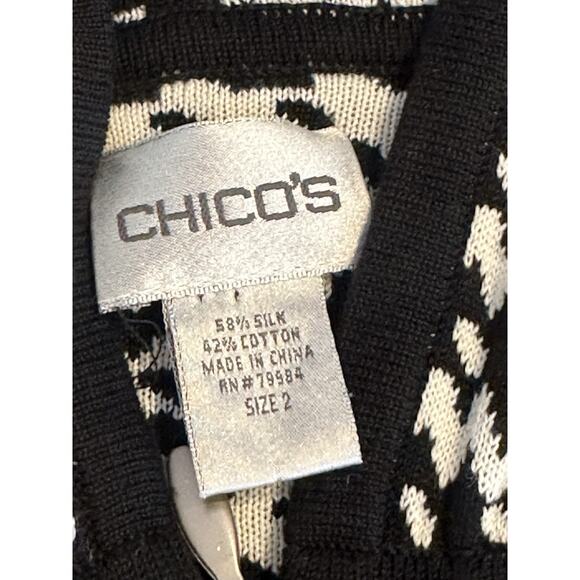 CHICO'S
58% SILK
42% COTTON
MADE IN CHINA
RN# 79984
SIZE 2